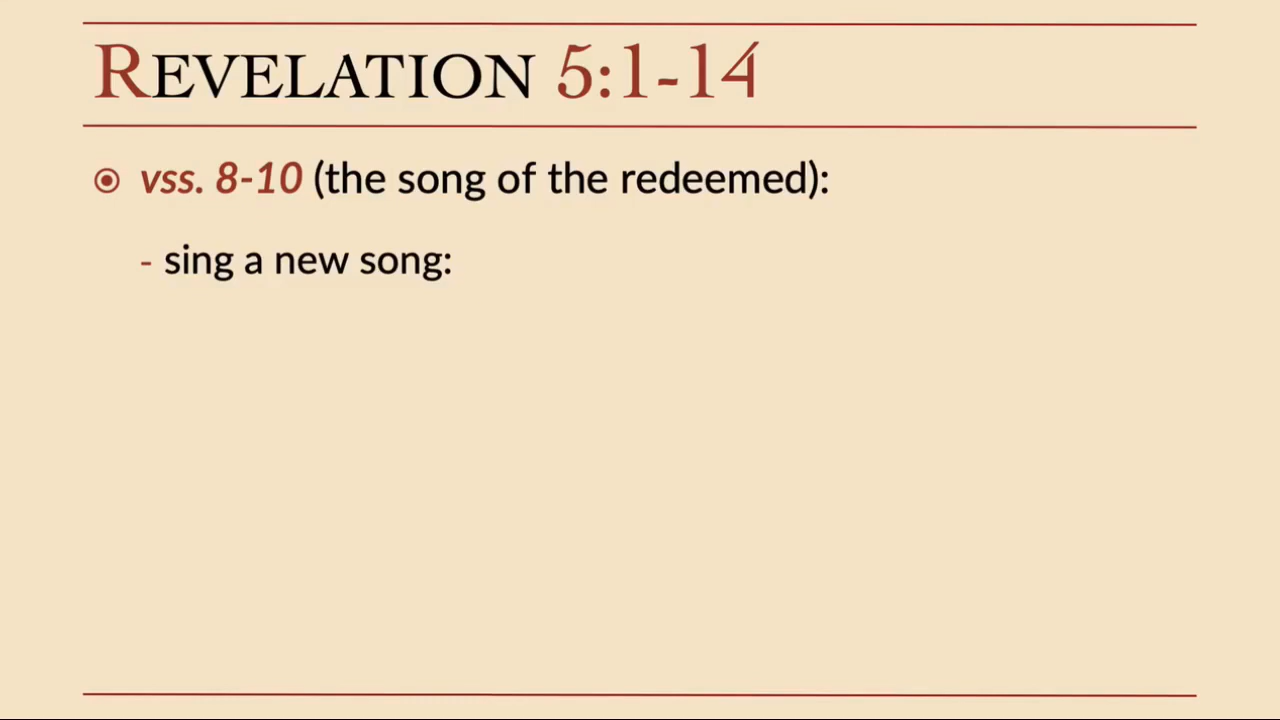 REVELATION 5:1-14
vss. 8-10 (the song of the redeemed):
- sing a new song: